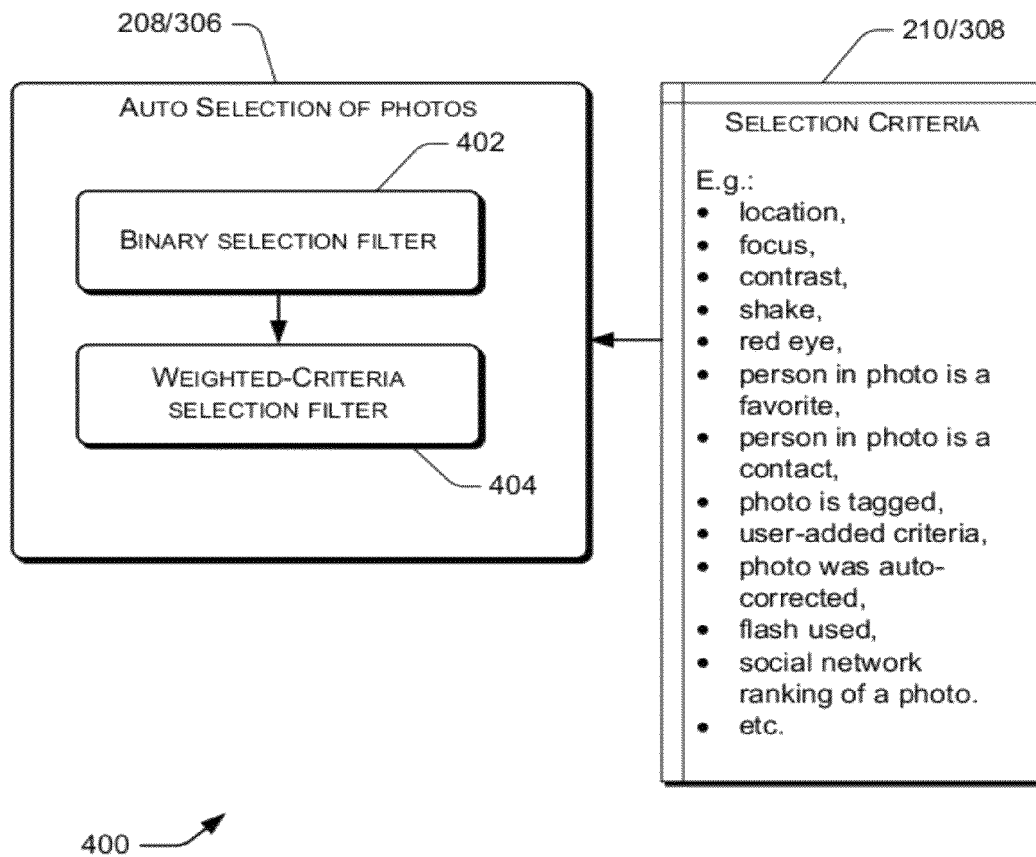 208/306
AUTO SELECTION OF PHOTOS
402
BINARY SELECTION FILTER
WEIGHTED-CRITERIA
SELECTION FILTER
404
210/308
SELECTION CRITERIA
E.g.:
• location,
• focus,
• contrast,
• shake,
• red eye,
• person in photo is a
favorite,
• person in photo is a
contact,
• photo is tagged,
• user-added criteria,
• photo was auto-
corrected,
• flash used,
• social network
ranking of a photo.
• etc.
400